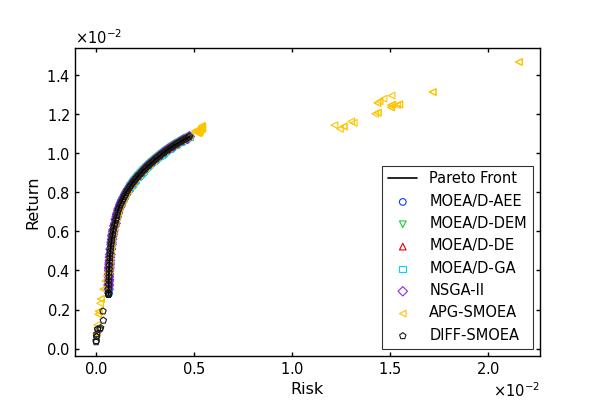 ×10⁻²
1.4
1.2
1.0
0.8
0.6
0.4
0.2
0.0
Return
Pareto Front
MOEA/D-AEE
MOEA/D-DEM
MOEA/D-DE
MOEA/D-GA
NSGA-II
APG-SMOEA
DIFF-SMOEA
0.0 0.5 1.0 1.5 2.0
Risk
×10⁻²